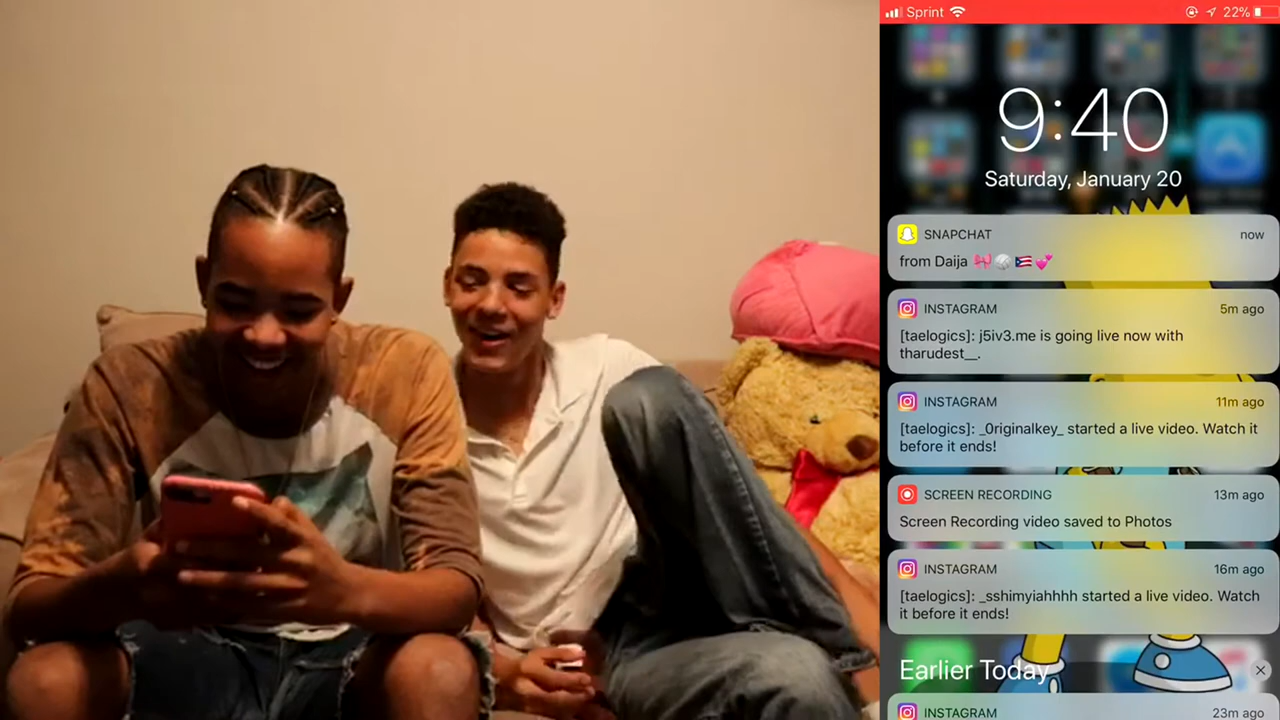 Sprint 22%
9:40
Saturday, January 20
SNAPCHAT now
from Daija 🎀🏐🇵🇷💞
INSTAGRAM 5m ago
[taelogics]: j5iv3.me is going live now with
tharudest__.
INSTAGRAM 11m ago
[taelogics]: _0riginalkey_ started a live video. Watch it
before it ends!
SCREEN RECORDING 13m ago
Screen Recording video saved to Photos
INSTAGRAM 16m ago
[taelogics]: _sshimyiahhhh started a live video. Watch
it before it ends!
Earlier Today
INSTAGRAM 23m ago